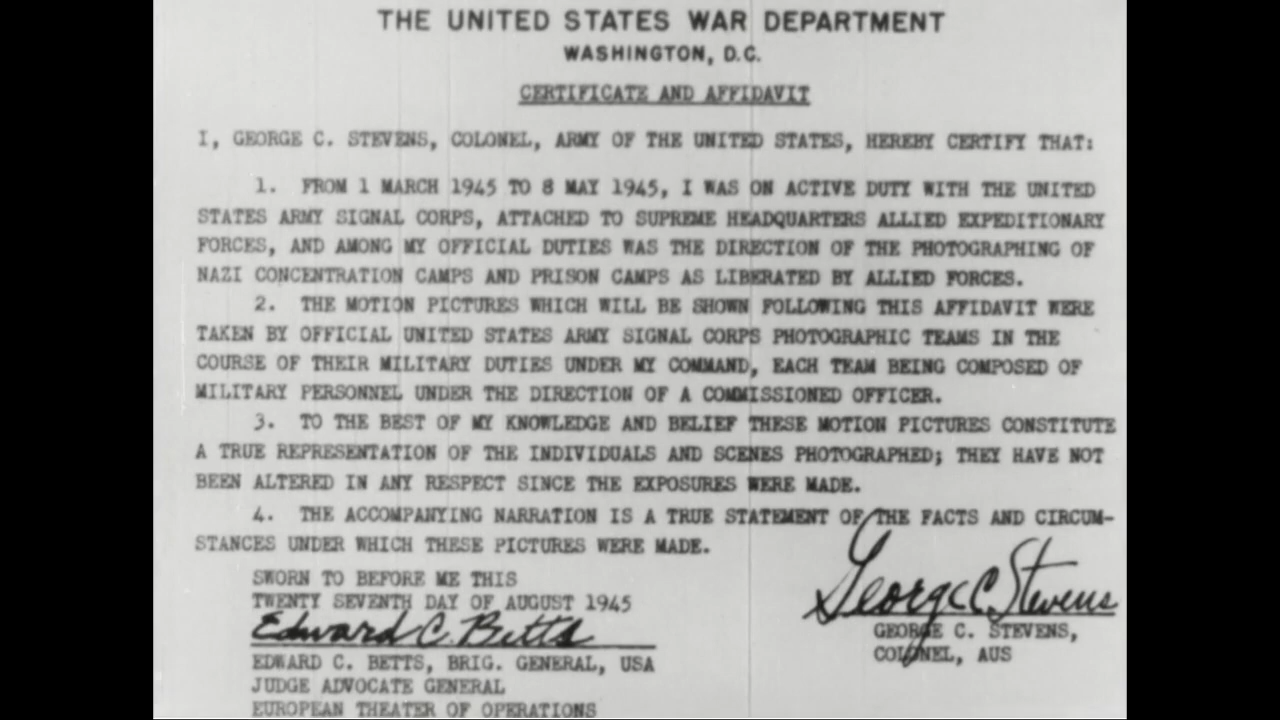 THE UNITED STATES WAR DEPARTMENT
WASHINGTON, D.C.
CERTIFICATE AND AFFIDAVIT
I, GEORGE C. STEVENS, COLONEL, ARMY OF THE UNITED STATES, HEREBY CERTIFY THAT:
1. FROM 1 MARCH 1945 TO 8 MAY 1945, I WAS ON ACTIVE DUTY WITH THE UNITED
STATES ARMY SIGNAL CORPS, ATTACHED TO SUPREME HEADQUARTERS ALLIED EXPEDITIONARY
FORCES, AND AMONG MY OFFICIAL DUTIES WAS THE DIRECTION OF THE PHOTOGRAPHING OF
NAZI CONCENTRATION CAMPS AND PRISON CAMPS AS LIBERATED BY ALLIED FORCES.
2. THE MOTION PICTURES WHICH WILL BE SHOWN FOLLOWING THIS AFFIDAVIT WERE
TAKEN BY OFFICIAL UNITED STATES ARMY SIGNAL CORPS PHOTOGRAPHIC TEAMS IN THE
COURSE OF THEIR MILITARY DUTIES UNDER MY COMMAND, EACH TEAM BEING COMPOSED OF
MILITARY PERSONNEL UNDER THE DIRECTION OF A COMMISSIONED OFFICER.
3. TO THE BEST OF MY KNOWLEDGE AND BELIEF THESE MOTION PICTURES CONSTITUTE
A TRUE REPRESENTATION OF THE INDIVIDUALS AND SCENES PHOTOGRAPHED; THEY HAVE NOT
BEEN ALTERED IN ANY RESPECT SINCE THE EXPOSURES WERE MADE.
4. THE ACCOMPANYING NARRATION IS A TRUE STATEMENT OF THE FACTS AND CIRCUM-
STANCES UNDER WHICH THESE PICTURES WERE MADE.
SWORN TO BEFORE ME THIS
TWENTY SEVENTH DAY OF AUGUST 1945
Edward C. Betts
EDWARD C. BETTS, BRIG. GENERAL, USA
JUDGE ADVOCATE GENERAL
EUROPEAN THEATER OF OPERATIONS
George C. Stevens
GEORGE C. STEVENS,
COLONEL, AUS